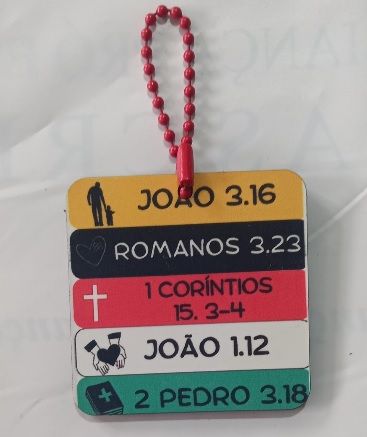 JOÃO 3.16
ROMANOS 3.23
1 CORÍNTIOS
15. 3-4
JOÃO 1.12
2 PEDRO 3.18